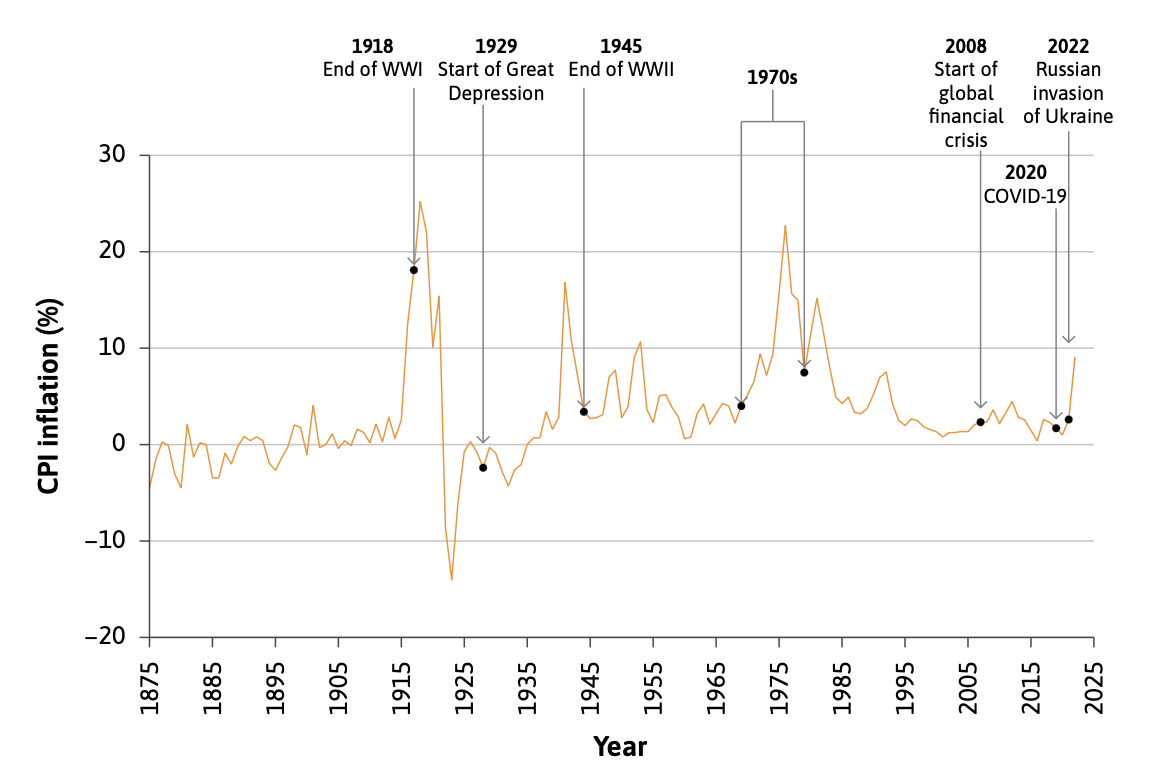 1918
End of WWI
1929
Start of Great
Depression
1945
End of WWII
1970s
2008
Start of
global
financial
crisis
2022
Russian
invasion
of Ukraine
2020
COVID-19
CPI inflation (%)
30
20
10
0
−10
−20
1875
1885
1895
1905
1915
1925
1935
1945
1955
1965
1975
1985
1995
2005
2015
2025
Year